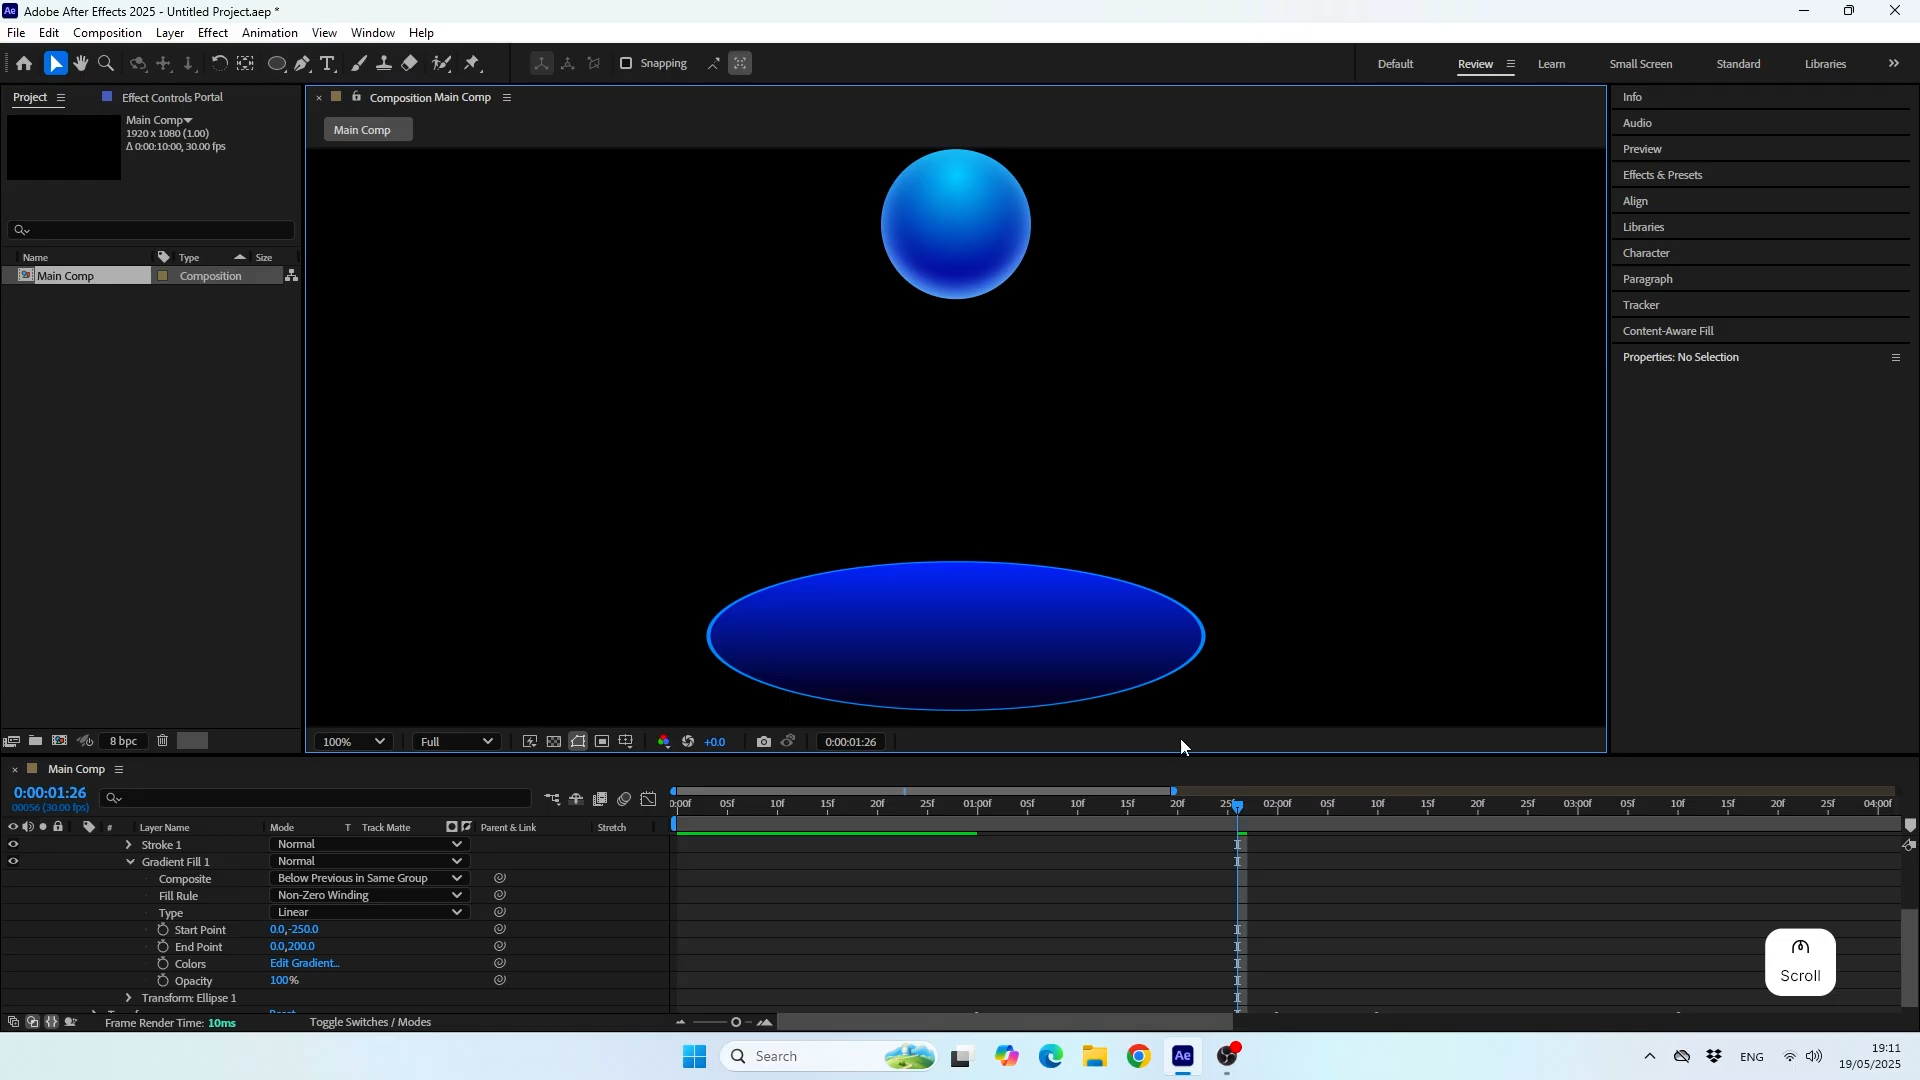 Adobe After Effects 2025 - Untitled Project.aep *
File Edit Composition Layer Effect Animation View Window Help
Snapping Default Review Learn Small Screen Standard Libraries
Project Effect Controls Portal
Main Comp
1920 x 1080 (1.00)
Δ 0:00:10:00, 30.00 fps
Name Type Size
Main Comp Composition
8 bpc
Composition Main Comp
Main Comp
100% Full +0.0 0:00:01:26
Info
Audio
Preview
Effects & Presets
Align
Libraries
Character
Paragraph
Tracker
Content-Aware Fill
Properties: No Selection
Main Comp
0:00:01:26
00056 (30.00 fps)
# Layer Name Mode T Track Matte Parent & Link Stretch
0:00f 05f 10f 15f 20f 25f 01:00f 05f 10f 15f 20f 25f 02:00f 05f 10f 15f 20f 25f 03:00f 05f 10f 15f 20f 25f 04:00f
Stroke 1 Normal
Gradient Fill 1 Normal
Composite Below Previous in Same Group
Fill Rule Non-Zero Winding
Type Linear
Start Point 0.0,-250.0
End Point 0.0,200.0
Colors Edit Gradient...
Opacity 100%
Transform: Ellipse 1
Frame Render Time: 10ms Toggle Switches / Modes
Scroll
Search
ENG
19:11
19/05/2025